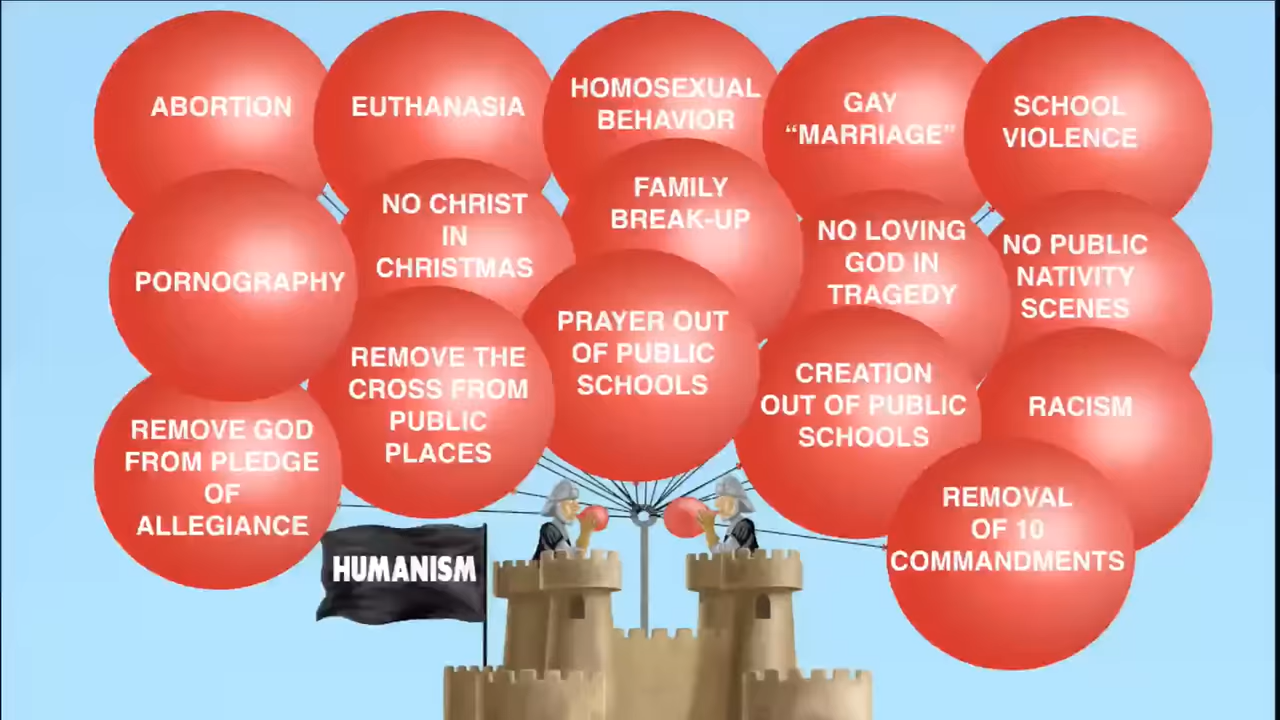 ABORTION
EUTHANASIA
HOMOSEXUAL
BEHAVIOR
GAY
“MARRIAGE”
SCHOOL
VIOLENCE
PORNOGRAPHY
NO CHRIST
IN
CHRISTMAS
FAMILY
BREAK-UP
NO LOVING
GOD IN
TRAGEDY
NO PUBLIC
NATIVITY
SCENES
REMOVE GOD
FROM PLEDGE
OF
ALLEGIANCE
REMOVE THE
CROSS FROM
PUBLIC
PLACES
PRAYER OUT
OF PUBLIC
SCHOOLS
CREATION
OUT OF PUBLIC
SCHOOLS
RACISM
REMOVAL
OF 10
COMMANDMENTS
HUMANISM